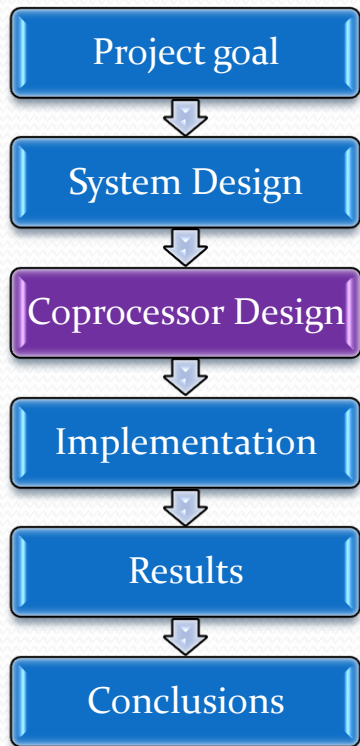 Project goal
System Design
Coprocessor Design
Implementation
Results
Conclusions